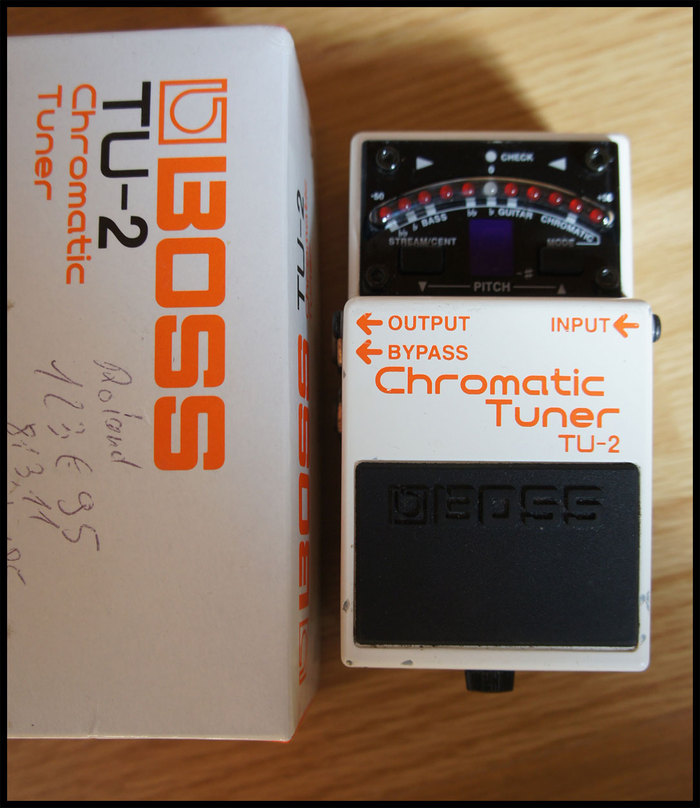 BOSS
TU-2
Chromatic
Tuner
Roland
TU-2
BOSS
CHECK
0
-50
+50
♭♭ ♭ BASS
♭♭ ♭ GUITAR
CHROMATIC
STREAM/CENT
MODE
-#
▼ PITCH ▲
OUTPUT
INPUT
BYPASS
Chromatic
Tuner
TU-2
BOSS